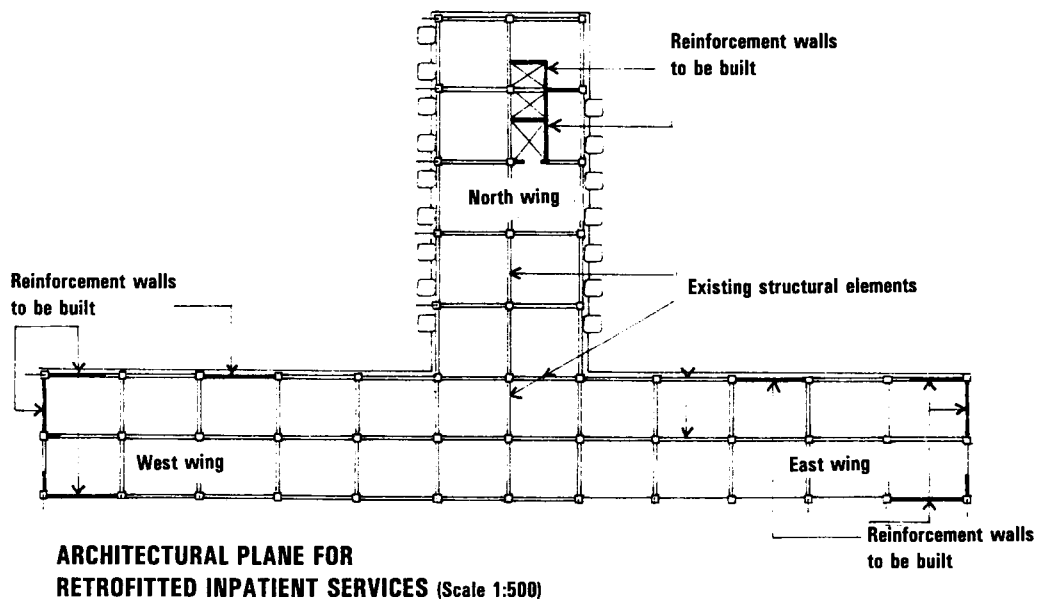 Reinforcement walls
to be built
North wing
Reinforcement walls
to be built
Existing structural elements
West wing
East wing
Reinforcement walls
to be built
ARCHITECTURAL PLANE FOR
RETROFITTED INPATIENT SERVICES (Scale 1:500)